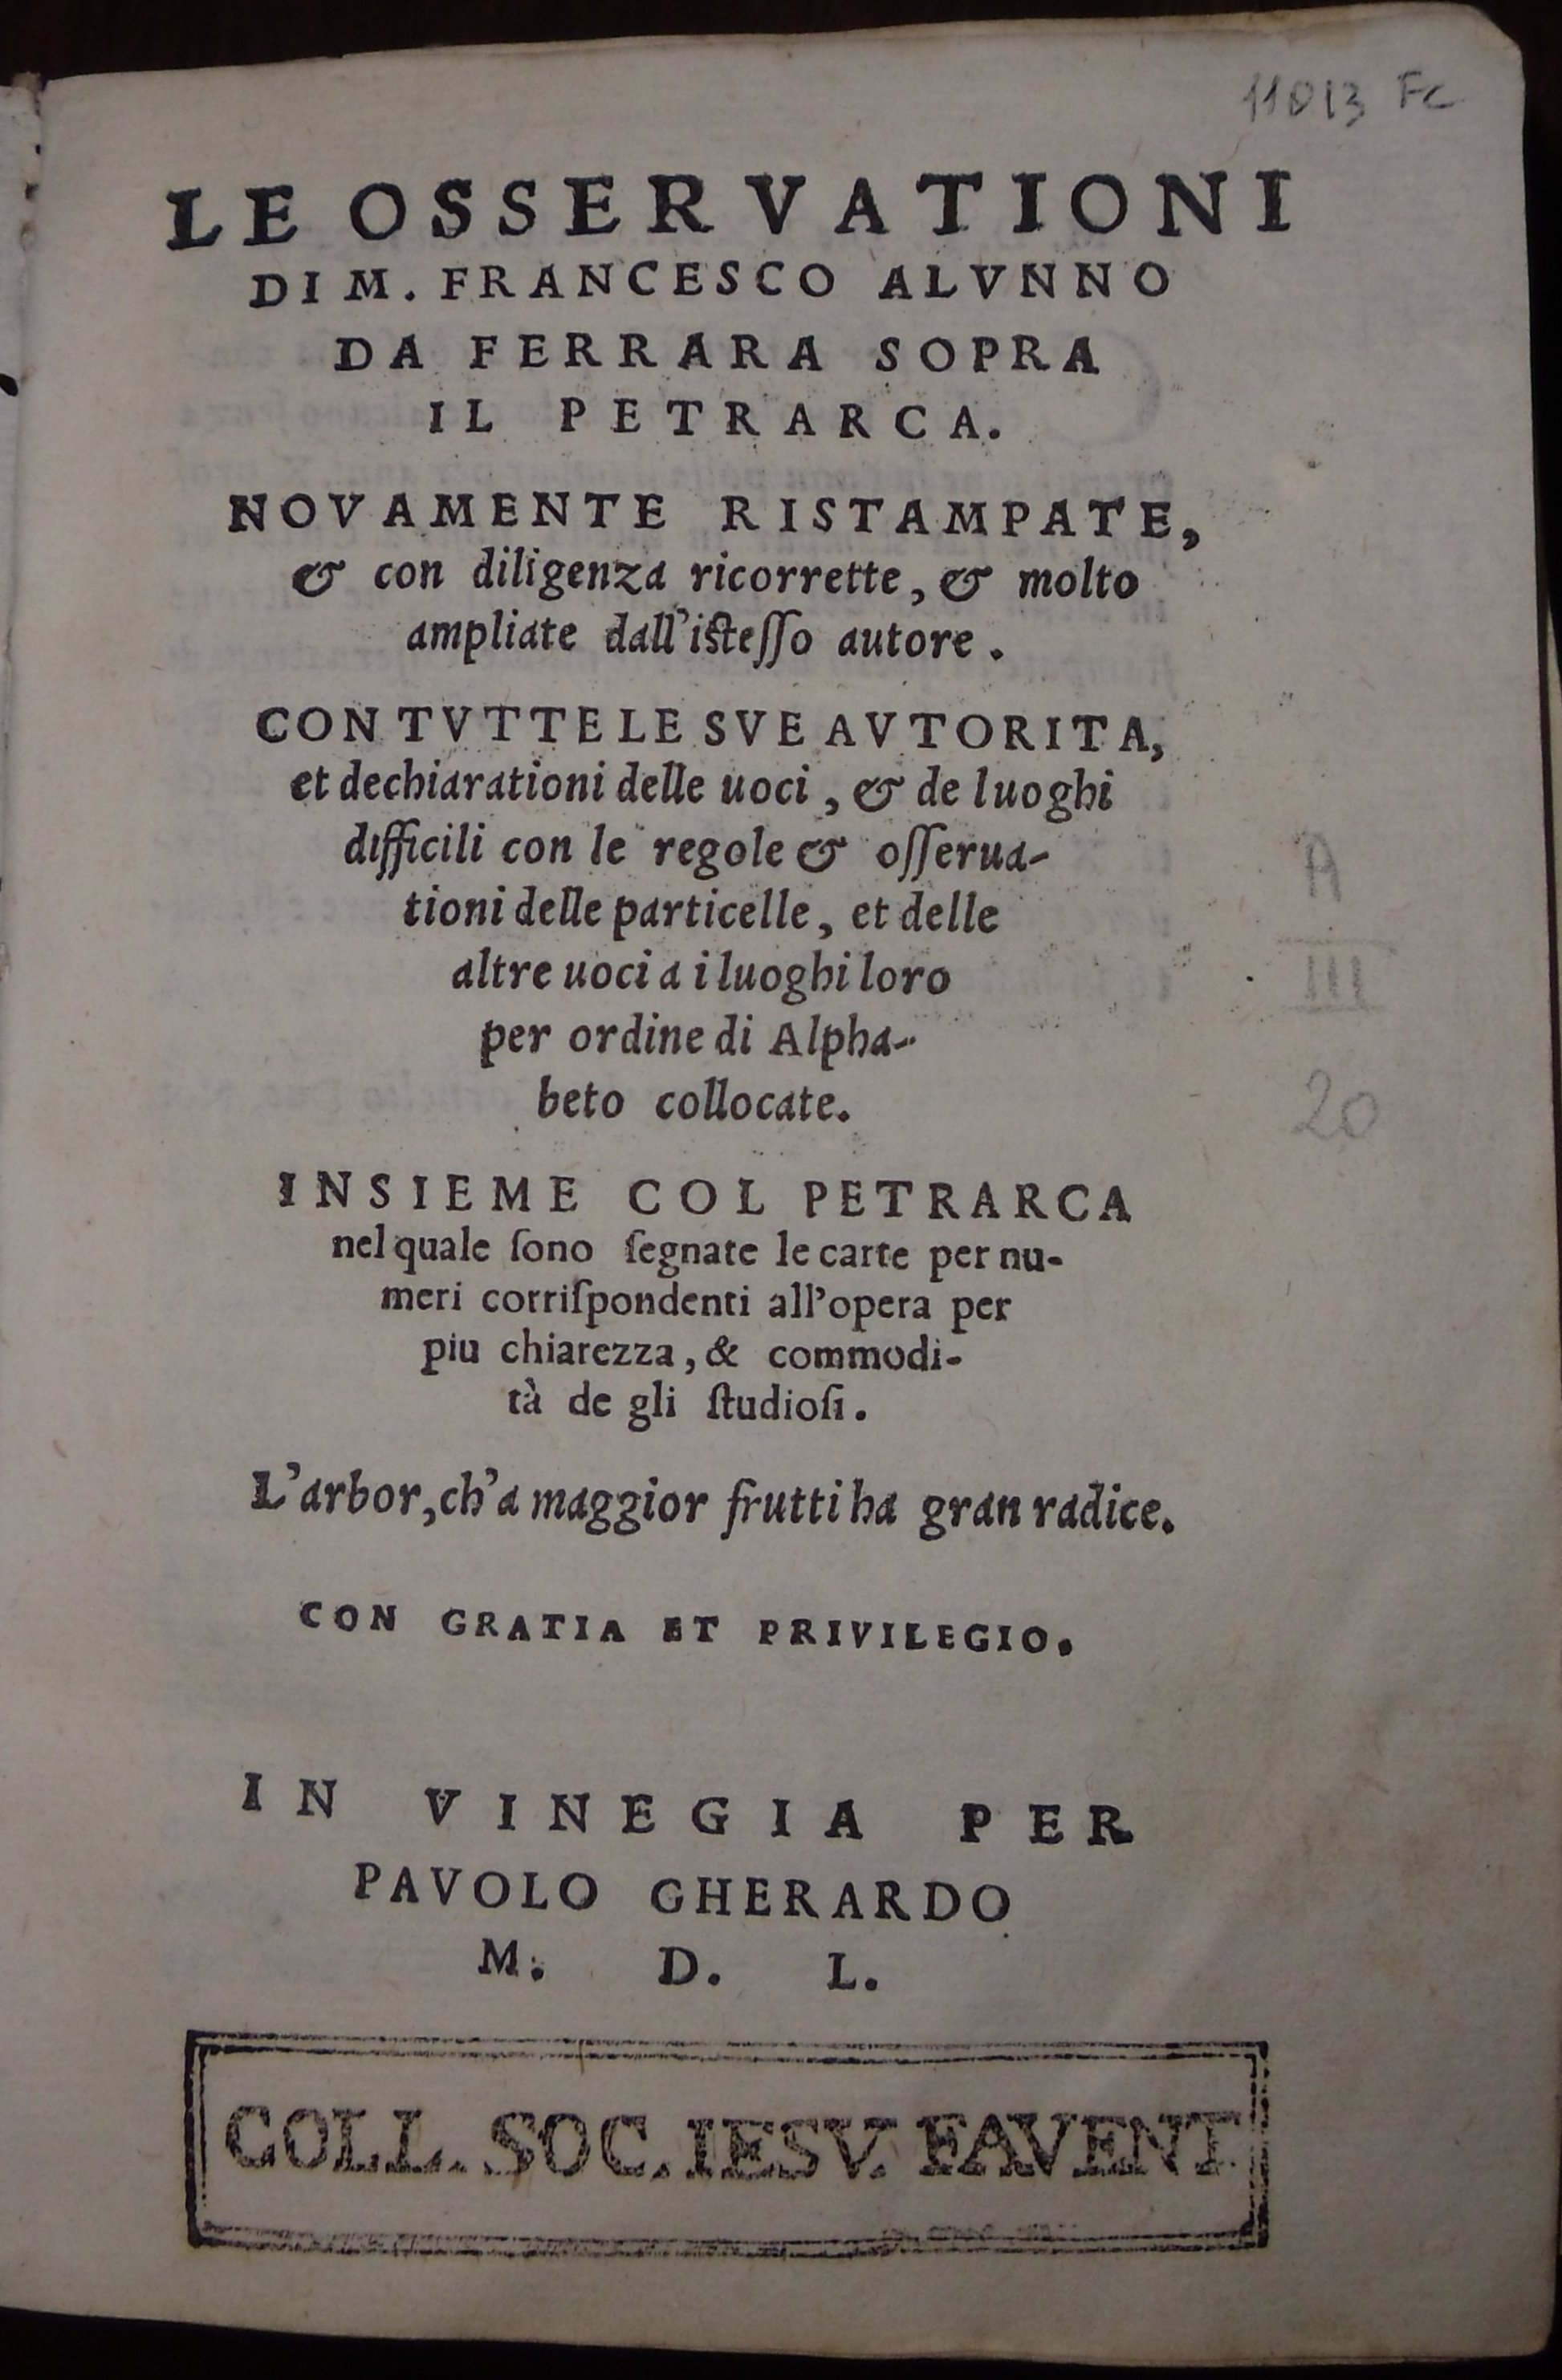 11013 Fc
LE OSSERVATIONI
DI M. FRANCESCO ALVNNO
DA FERRARA SOPRA
IL PETRARCA.
NOVAMENTE RISTAMPATE,
& con diligenza ricorrette, & molto
ampliate dall'isteſſo autore.
CON TVTTE LE SVE AVTORITA,
et dechiarationi delle uoci, & de luoghi
difficili con le regole & oſſerua-
tioni delle particelle, et delle
altre uoci a i luoghi loro
per ordine di Alpha-
beto collocate.
A
III
20
INSIEME COL PETRARCA
nel quale ſono ſegnate le carte per nu-
meri corriſpondenti all'opera per
piu chiarezza, & commodi-
tà de gli ſtudioſi.
L'arbor, ch'a maggior frutti ha gran radice.
CON GRATIA ET PRIVILEGIO.
IN VINEGIA PER
PAVOLO GHERARDO
M. D. L.
COLL. SOC. IESV. FAVENT.